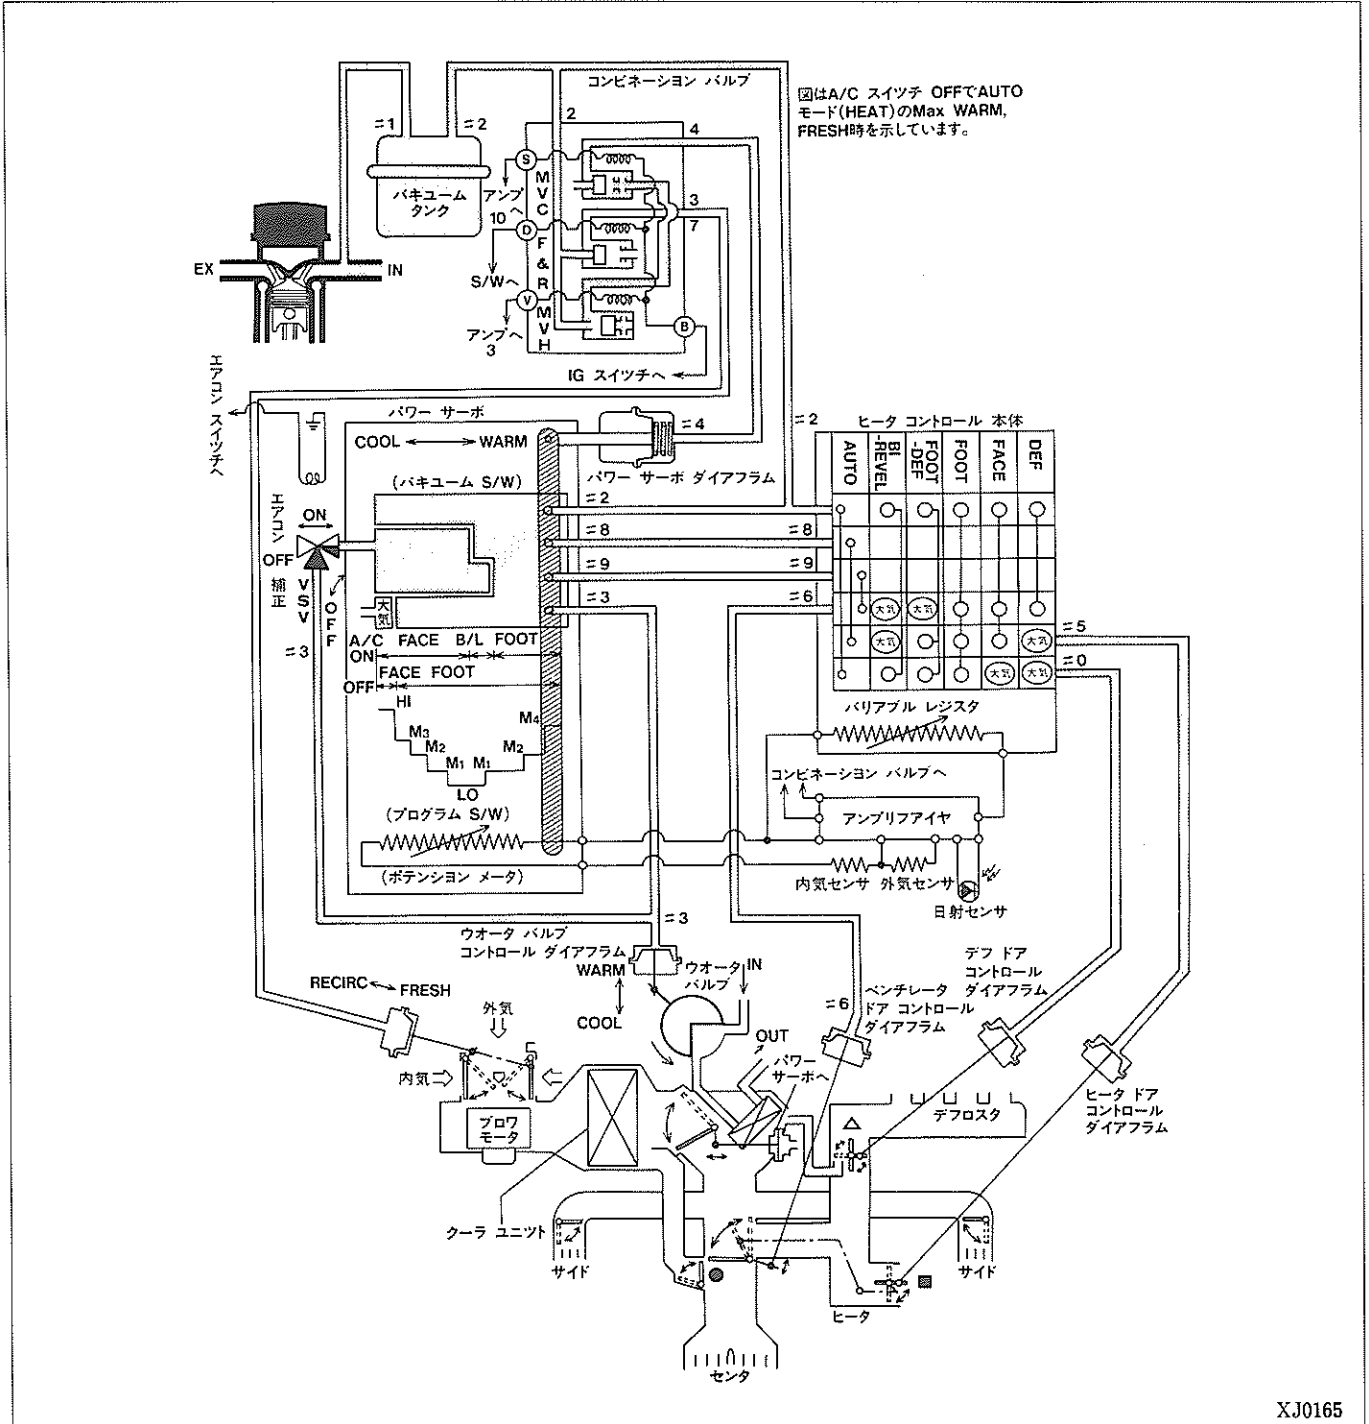 コンビネーション バルブ
図はA/C スイッチ OFFでAUTO
モード(HEAT)のMax WARM,
FRESH時を示しています。
=1
=2
2
4
バキューム
タンク
S
MVC
アンプへ
10
3
7
D
F&R
S/Wへ
V
MVH
アンプへ
3
B
IG スイッチへ
EX
IN
エアコン スイッチへ
パワー サーボ
COOL
WARM
=4
パワー サーボ ダイアフラム
(バキューム S/W)
=2
ヒータ コントロール 本体
AUTO
BI-REVEL
FOOT-DEF
FOOT
FACE
DEF
エアコン補正
ON
OFF
VSV
OFF
=2
=8
=8
=9
=9
=3
=6
大気
大気
大気
大気
大気
大気
大気
=5
=0
=3
A/C
ON
FACE
B/L
FOOT
OFF
FACE
FOOT
HI
M3
M2
M1
LO
M1
M2
M4
バリアブル レジスタ
コンビネーション バルブへ
アンプリファイヤ
(プログラム S/W)
(ポテンション メータ)
内気センサ
外気センサ
日射センサ
=3
ウオータ バルブ
コントロール ダイアフラム
WARM
COOL
ウオータ
バルブ
IN
OUT
パワー
サーボへ
=6
ベンチレータ
ドア コントロール
ダイアフラム
デフ ドア
コントロール
ダイアフラム
RECIRC
FRESH
外気
内気
ブロワ
モータ
デフロスタ
ヒータ ドア
コントロール
ダイアフラム
クーラ ユニット
サイド
サイド
ヒータ
センタ
XJ0165